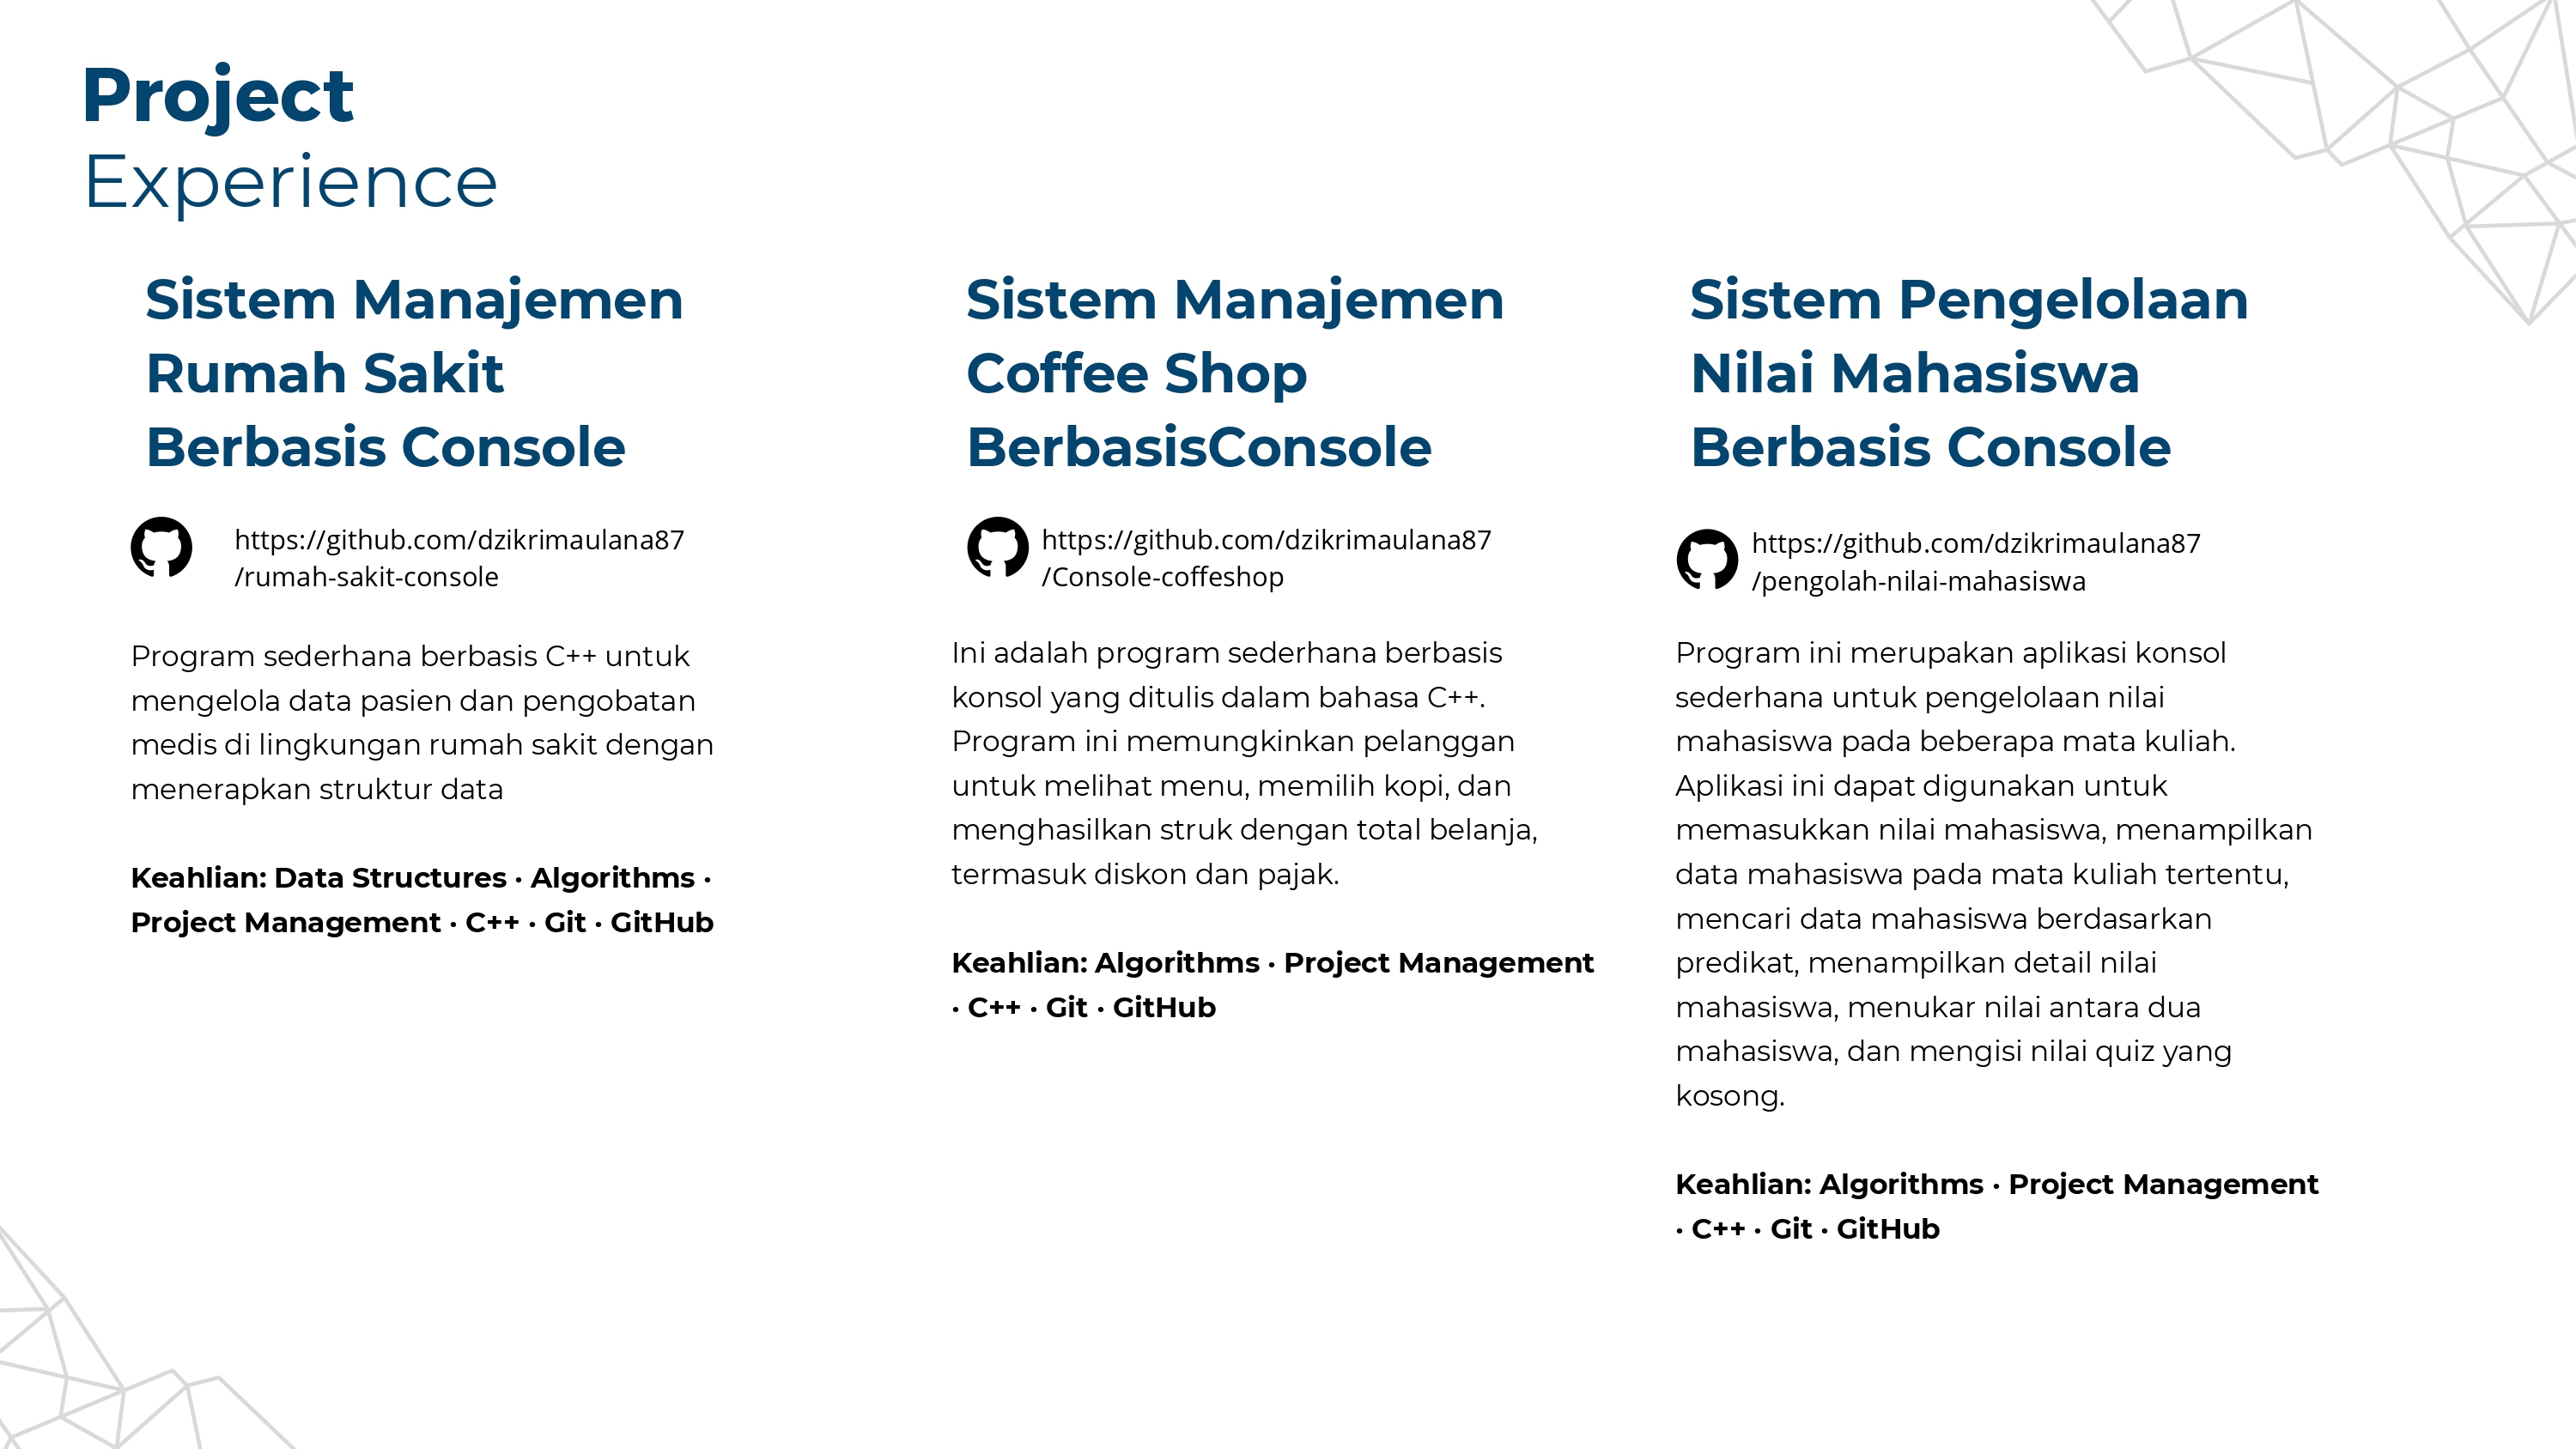 Project
Experience
Sistem Manajemen
Rumah Sakit
Berbasis Console
https://github.com/dzikrimaulana87
/rumah-sakit-console
Program sederhana berbasis C++ untuk
mengelola data pasien dan pengobatan
medis di lingkungan rumah sakit dengan
menerapkan struktur data
Keahlian: Data Structures · Algorithms ·
Project Management · C++ · Git · GitHub
Sistem Manajemen
Coffee Shop
BerbasisConsole
https://github.com/dzikrimaulana87
/Console-coffeshop
Ini adalah program sederhana berbasis
konsol yang ditulis dalam bahasa C++.
Program ini memungkinkan pelanggan
untuk melihat menu, memilih kopi, dan
menghasilkan struk dengan total belanja,
termasuk diskon dan pajak.
Keahlian: Algorithms · Project Management
· C++ · Git · GitHub
Sistem Pengelolaan
Nilai Mahasiswa
Berbasis Console
https://github.com/dzikrimaulana87
/pengolah-nilai-mahasiswa
Program ini merupakan aplikasi konsol
sederhana untuk pengelolaan nilai
mahasiswa pada beberapa mata kuliah.
Aplikasi ini dapat digunakan untuk
memasukkan nilai mahasiswa, menampilkan
data mahasiswa pada mata kuliah tertentu,
mencari data mahasiswa berdasarkan
predikat, menampilkan detail nilai
mahasiswa, menukar nilai antara dua
mahasiswa, dan mengisi nilai quiz yang
kosong.
Keahlian: Algorithms · Project Management
· C++ · Git · GitHub